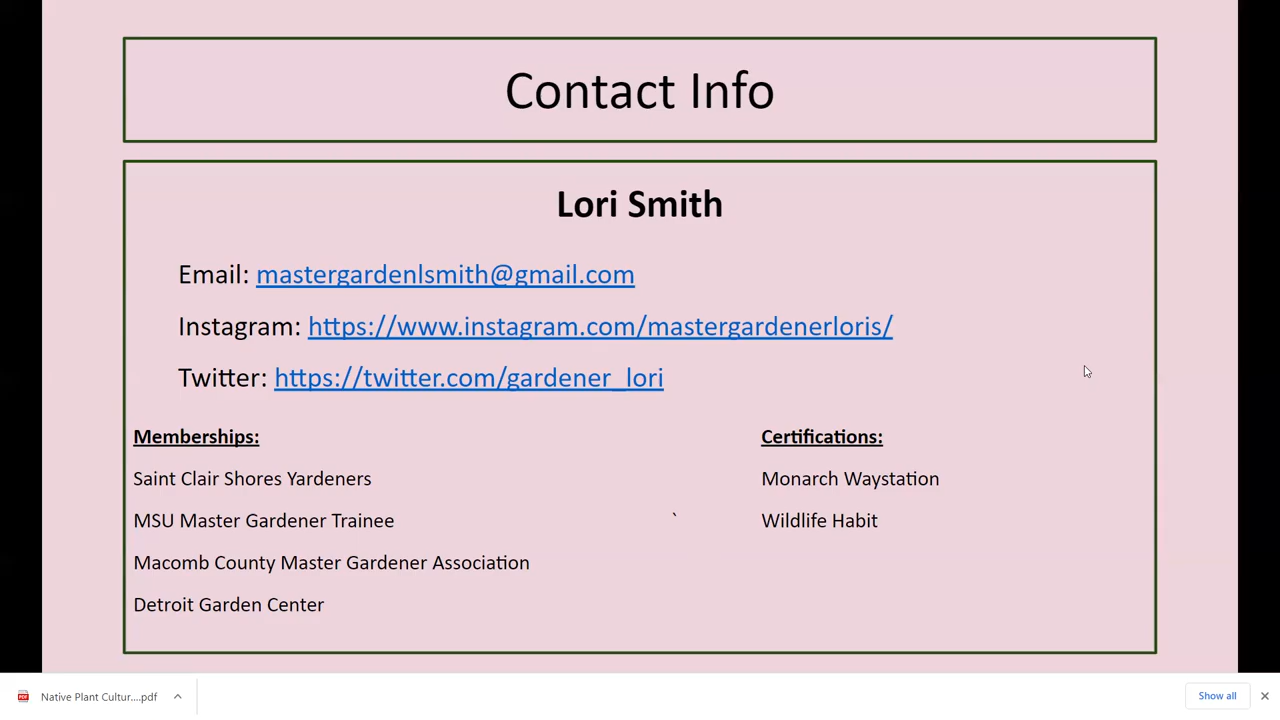 Contact Info
Lori Smith
Email: mastergardenlsmith@gmail.com
Instagram: https://www.instagram.com/mastergardenerloris/
Twitter: https://twitter.com/gardener_lori
Memberships:
Saint Clair Shores Yardeners
MSU Master Gardener Trainee `
Macomb County Master Gardener Association
Detroit Garden Center
Certifications:
Monarch Waystation
Wildlife Habit
Native Plant Cultur....pdf
Show all